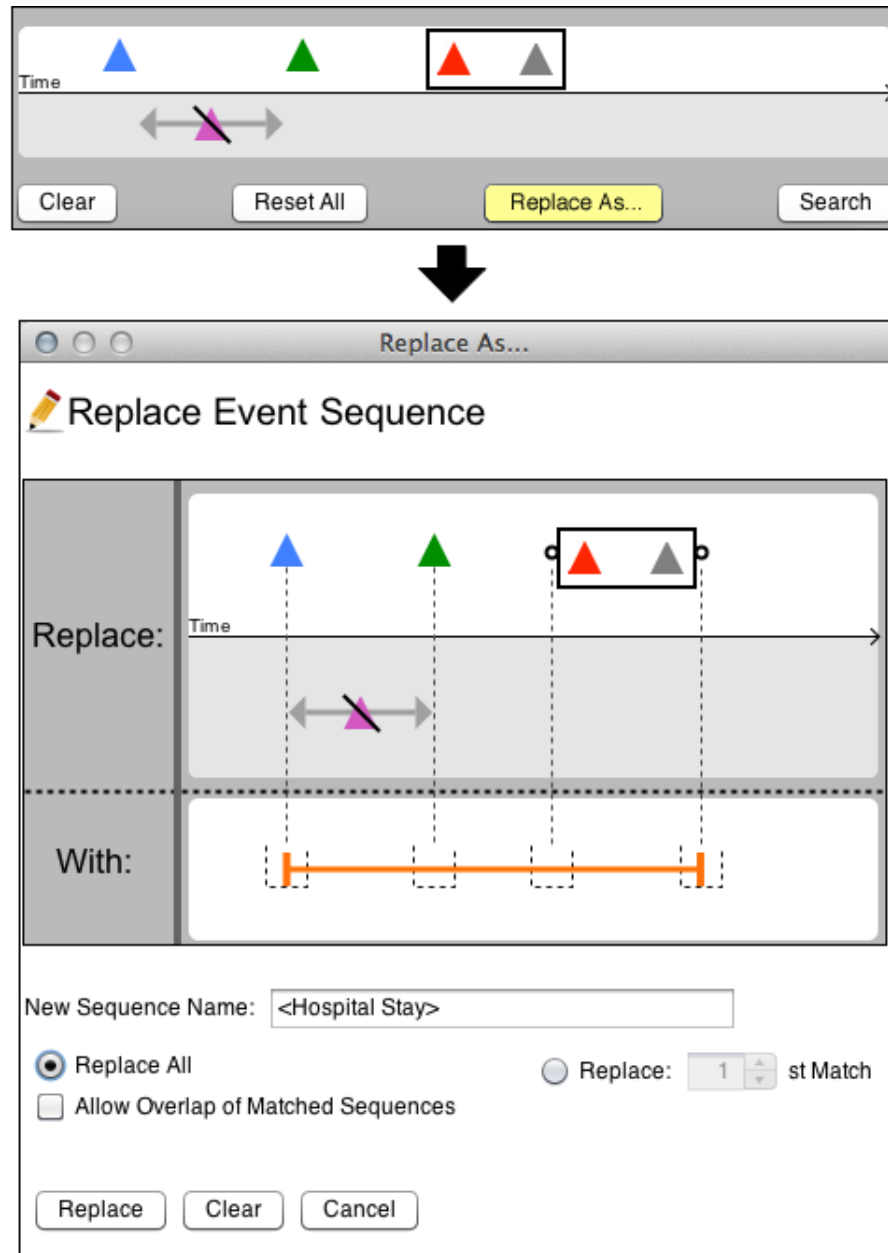 Time
Clear Reset All Replace As... Search
Replace As...
Replace Event Sequence
Replace:
Time
With:
New Sequence Name: <Hospital Stay>
Replace All Replace: 1 st Match
Allow Overlap of Matched Sequences
Replace Clear Cancel